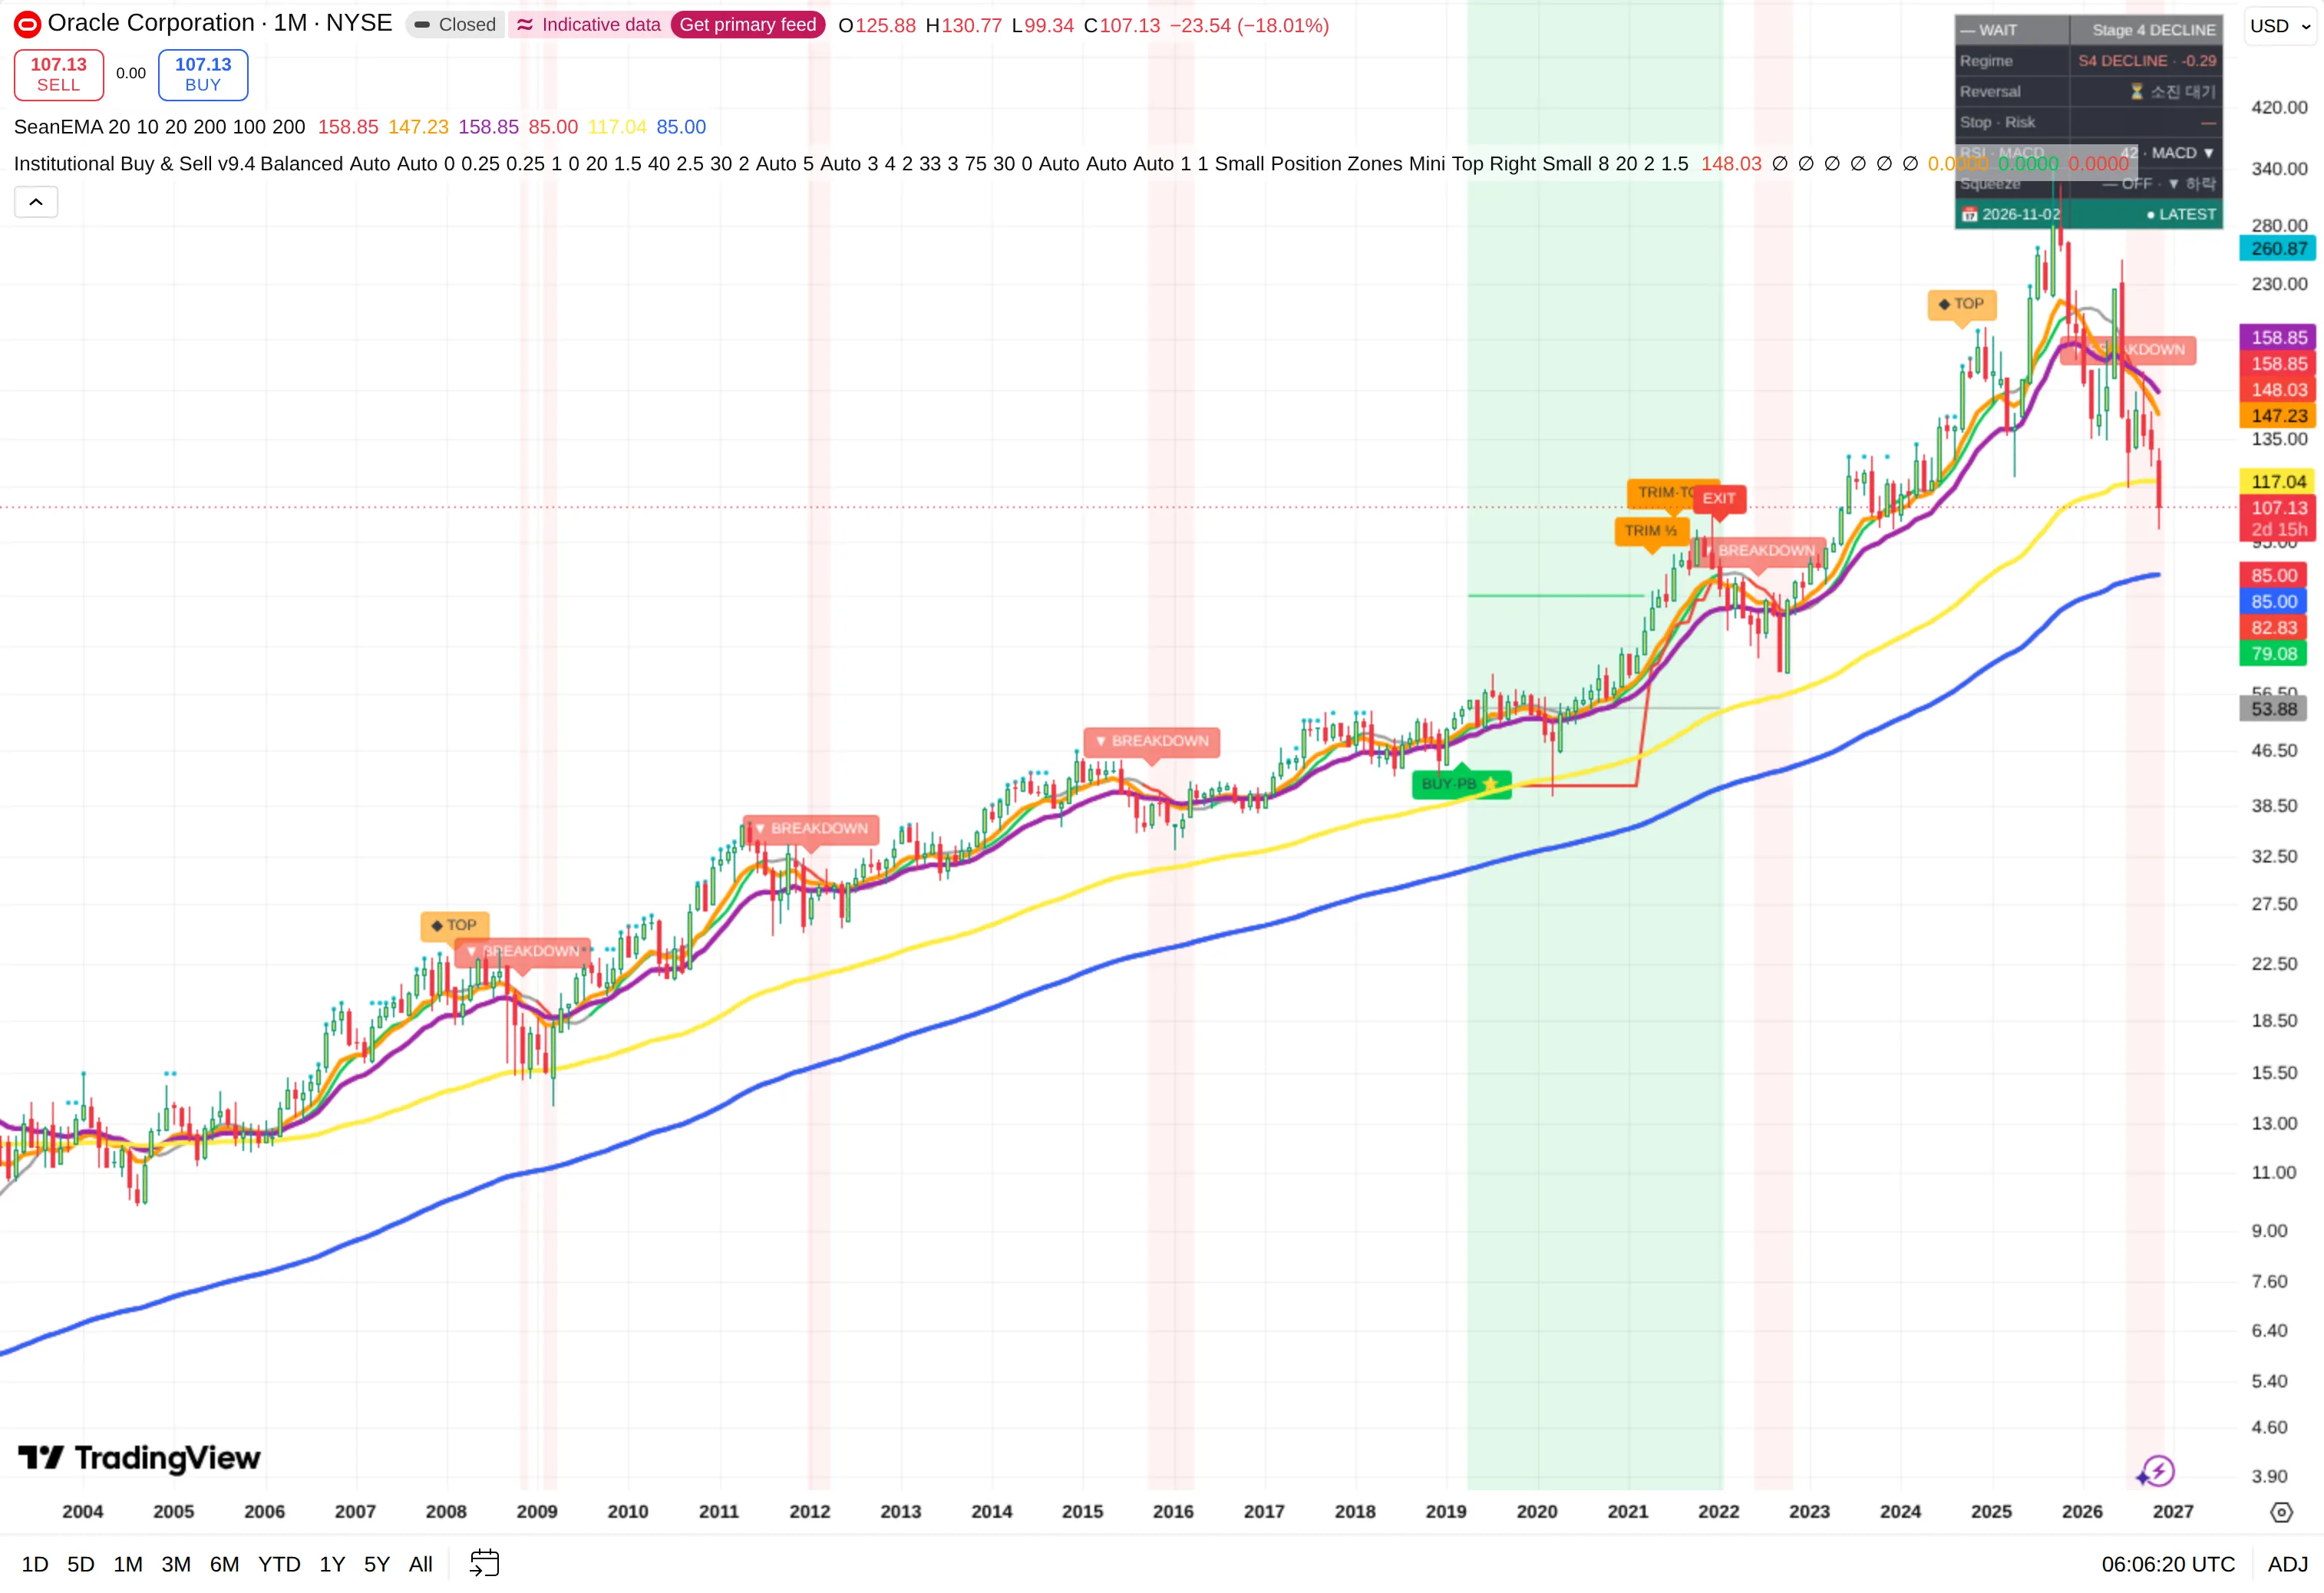 Oracle Corporation · 1M · NYSE Closed Indicative data Get primary feed O125.88 H130.77 L99.34 C107.13 −23.54 (−18.01%)
107.13 SELL 0.00 107.13 BUY
SeanEMA 20 10 20 200 100 200 158.85 147.23 158.85 85.00 117.04 85.00
Institutional Buy & Sell v9.4 Balanced Auto Auto 0 0.25 0.25 1 0 20 1.5 40 2.5 30 2 Auto 5 Auto 3 4 2 33 3 75 30 0 Auto Auto Auto 1 1 Small Position Zones Mini Top Right Small 8 20 2 1.5 148.03 ∅ ∅ ∅ ∅ ∅ ∅ 0.0000 0.0000 0.0000
— WAIT Stage 4 DECLINE
Regime S4 DECLINE · -0.29
Reversal ⏳ 소진 대기
Stop · Risk —
RSI · MACD 42 · MACD ▼
Squeeze — OFF · ▼ 하락
📅 2026-11-02 ● LATEST
USD
420.00
340.00
280.00
260.87
230.00
158.85
158.85
148.03
147.23
135.00
117.04
107.13
2d 15h
95.00
85.00
85.00
82.83
79.08
56.50
53.88
46.50
38.50
32.50
27.50
22.50
18.50
15.50
13.00
11.00
9.00
7.60
6.40
5.40
4.60
3.90
◆ TOP
KDOWN
EXIT
TRIM ⅓
BREAKDOWN
▼ BREAKDOWN
BUY·PB ⭐
▼ BREAKDOWN
◆ TOP
▼ BREAKDOWN
TradingView
2004 2005 2006 2007 2008 2009 2010 2011 2012 2013 2014 2015 2016 2017 2018 2019 2020 2021 2022 2023 2024 2025 2026 2027
1D 5D 1M 3M 6M YTD 1Y 5Y All 06:06:20 UTC ADJ